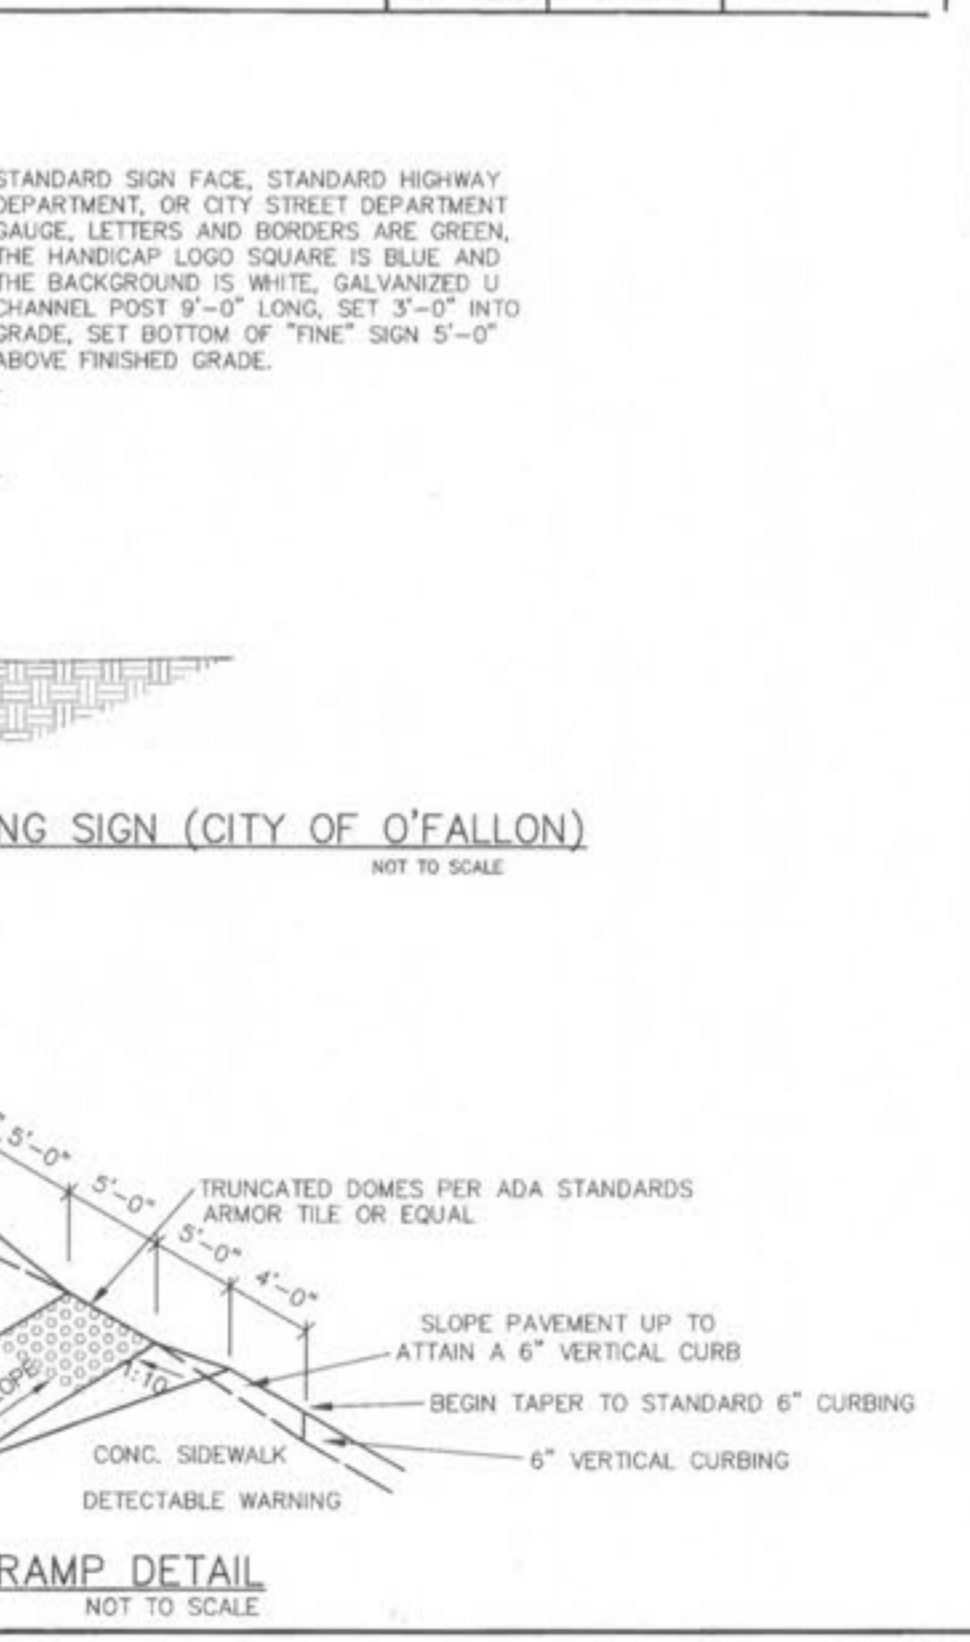 STANDARD SIGN FACE, STANDARD HIGHWAY
DEPARTMENT, OR CITY STREET DEPARTMENT
GAUGE, LETTERS AND BORDERS ARE GREEN,
THE HANDICAP LOGO SQUARE IS BLUE AND
THE BACKGROUND IS WHITE, GALVANIZED U
CHANNEL POST 9'-0" LONG, SET 3'-0" INTO
GRADE, SET BOTTOM OF "FINE" SIGN 5'-0"
ABOVE FINISHED GRADE.
NG SIGN (CITY OF O'FALLON)
NOT TO SCALE
5'-0"
5'-0"
5'-0"
4'-0"
TRUNCATED DOMES PER ADA STANDARDS
ARMOR TILE OR EQUAL
SLOPE PAVEMENT UP TO
ATTAIN A 6" VERTICAL CURB
BEGIN TAPER TO STANDARD 6" CURBING
6" VERTICAL CURBING
OPE
1:10
CONC. SIDEWALK
DETECTABLE WARNING
RAMP DETAIL
NOT TO SCALE